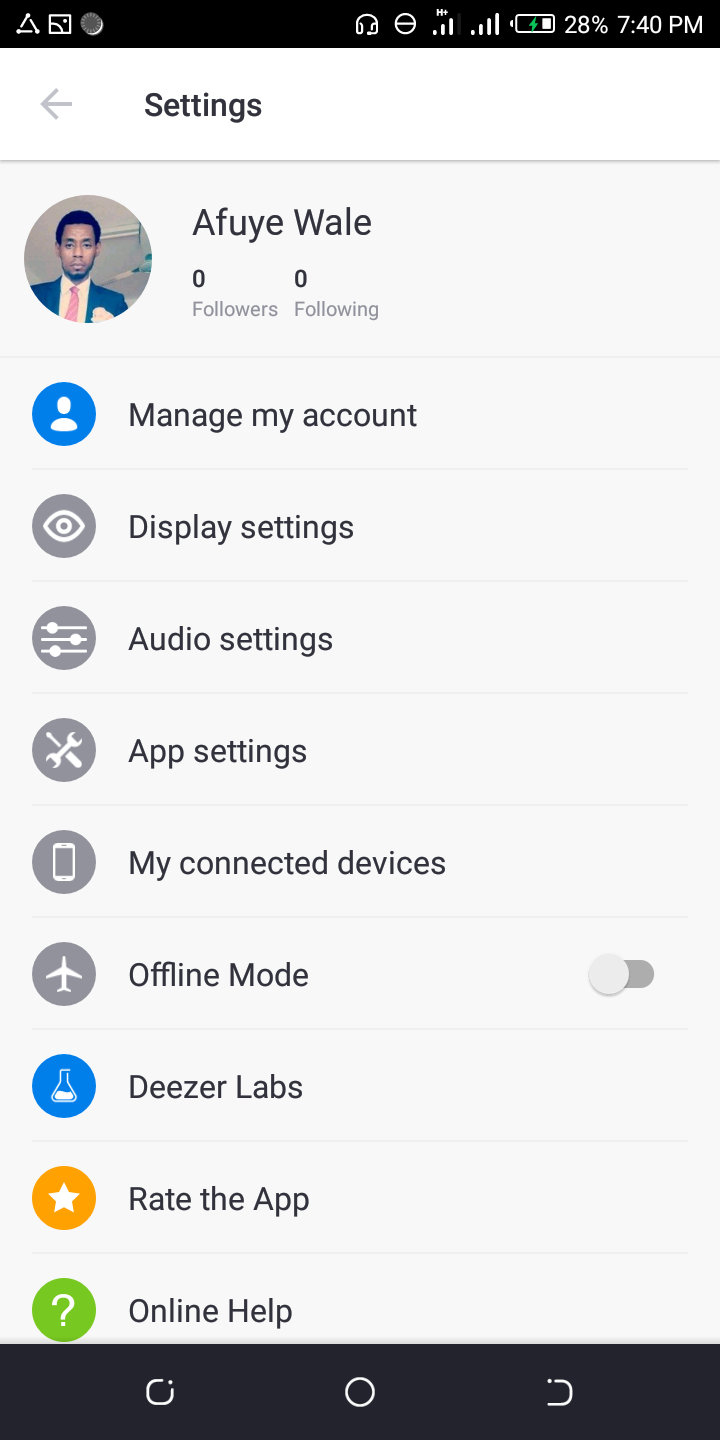 H+ 28% 7:40 PM
Settings
Afuye Wale
0 0
Followers Following
Manage my account
Display settings
Audio settings
App settings
My connected devices
Offline Mode
Deezer Labs
Rate the App
Online Help